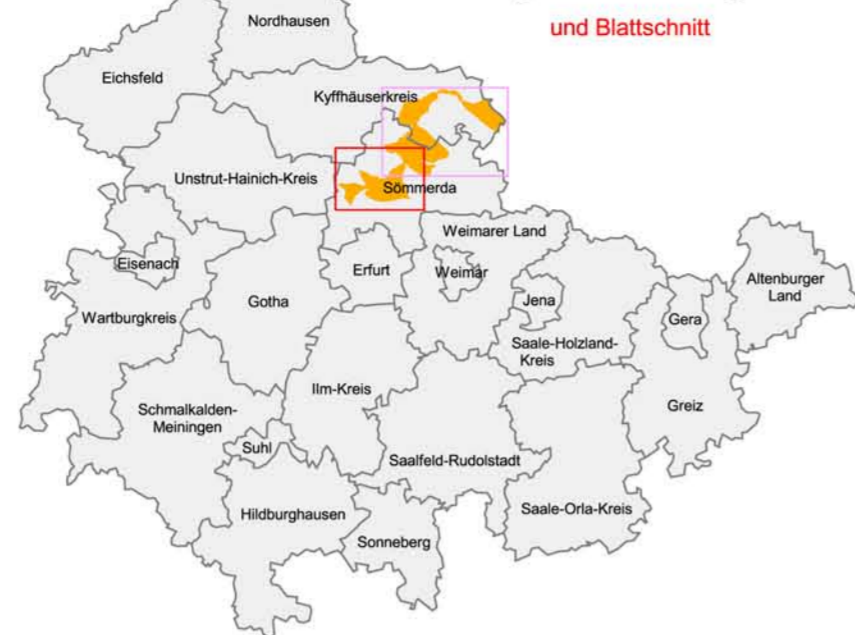 und Blattschnitt
Nordhausen
Eichsfeld
Kyffhäuserkreis
Unstrut-Hainich-Kreis
Sömmerda
Weimarer Land
Eisenach
Erfurt
Weimar
Altenburger
Land
Gotha
Jena
Wartburgkreis
Gera
Saale-Holzland-
Kreis
Ilm-Kreis
Schmalkalden-
Meiningen
Greiz
Suhl
Saalfeld-Rudolstadt
Hildburghausen
Saale-Orla-Kreis
Sonneberg